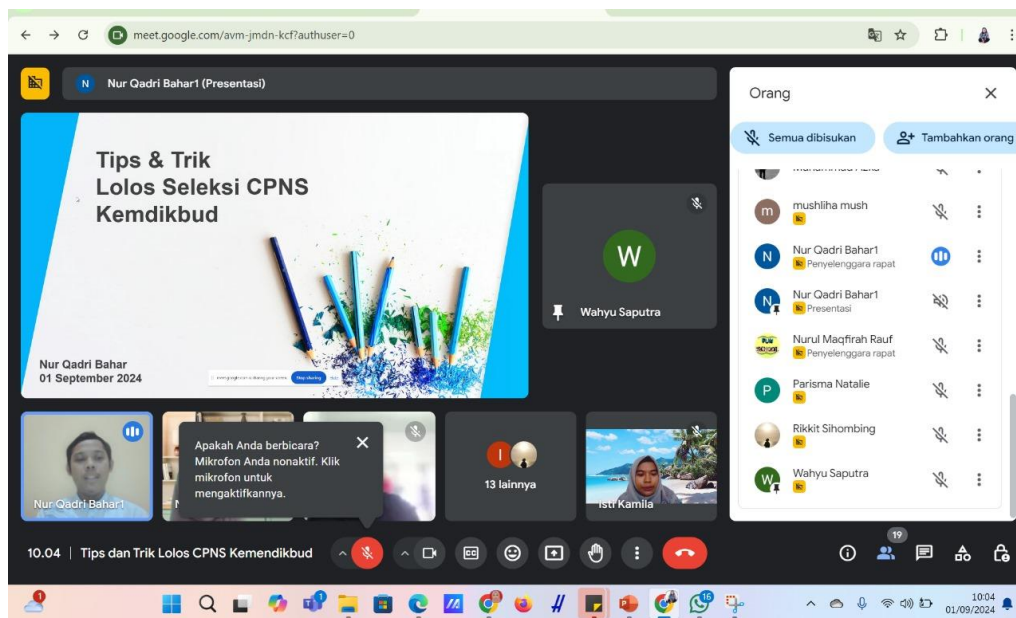 meet.google.com/avm-jmdn-kcf?authuser=0
N Nur Qadri Bahar1 (Presentasi)
Tips & Trik
Lolos Seleksi CPNS
Kemdikbud
Nur Qadri Bahar
01 September 2024
Stop sharing
W
Wahyu Saputra
Nur Qadri Bahar1
Apakah Anda berbicara?
Mikrofon Anda nonaktif. Klik
mikrofon untuk
mengaktifkannya.
I
13 lainnya
Istri Kamila
Orang
Semua dibisukan
Tambahkan orang
m mushliha mush
N Nur Qadri Bahar1
Penyelenggara rapat
N Nur Qadri Bahar1
Presentasi
Nurul Maqfirah Rauf
Penyelenggara rapat
P Parisma Natalie
Rikkit Sihombing
W Wahyu Saputra
10.04 | Tips dan Trik Lolos CPNS Kemendikbud
CC
19
1
16
10:04
01/09/2024